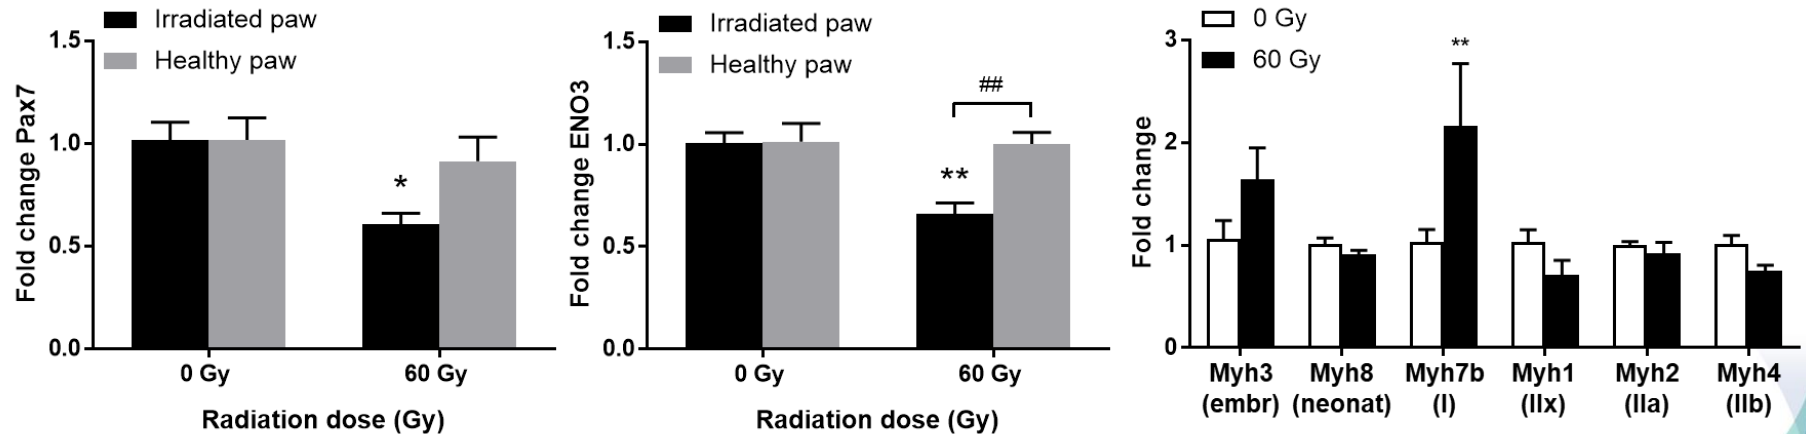 Irradiated paw
Healthy paw
Fold change Pax7
1.5
1.0
0.5
0.0
*
0 Gy
60 Gy
Radiation dose (Gy)
Irradiated paw
Healthy paw
Fold change ENO3
1.5
1.0
0.5
0.0
##
**
0 Gy
60 Gy
Radiation dose (Gy)
0 Gy
60 Gy
Fold change
3
2
1
0
**
Myh3 (embr)
Myh8 (neonat)
Myh7b (I)
Myh1 (IIx)
Myh2 (IIa)
Myh4 (IIb)